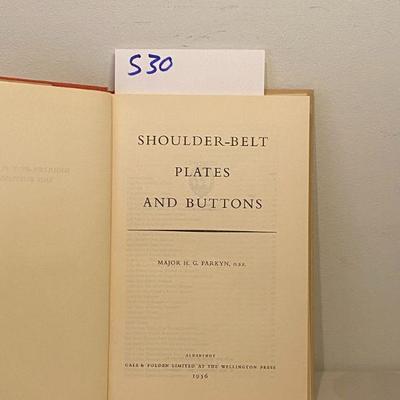 S30
SHOULDER-BELT
PLATES
AND BUTTONS
MAJOR H. G. PARKYN, O.B.E.
ALDERSHOT
GALE & POLDEN LIMITED AT THE WELLINGTON PRESS
1956